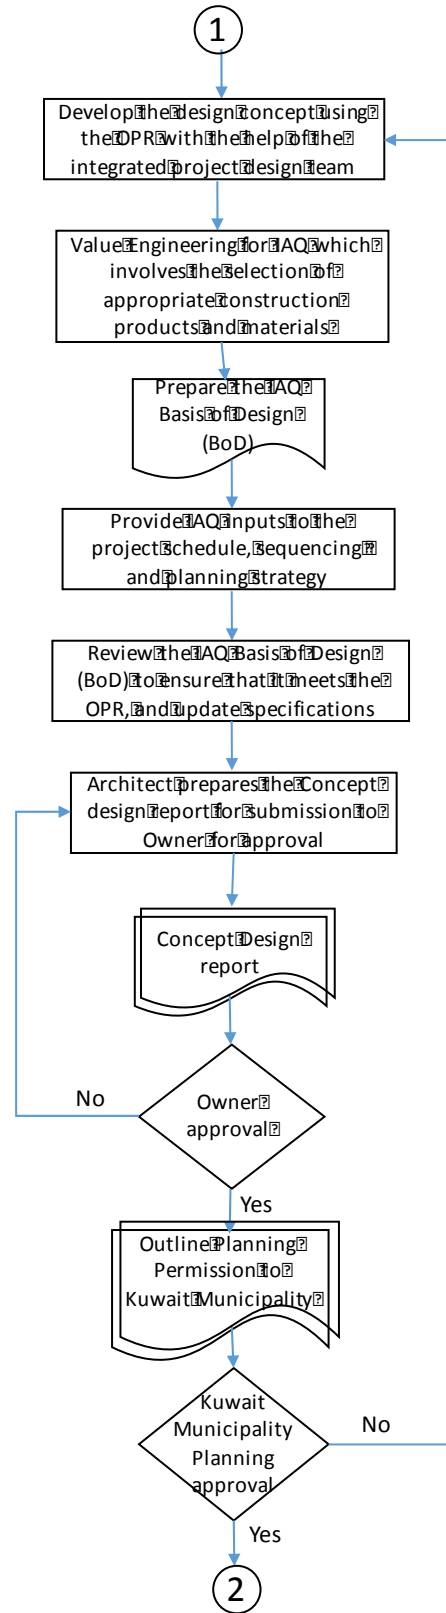 1
Develop the design concept using
the OPR with the help of the
integrated project design team
Value Engineering for IAQ which
involves the selection of
appropriate construction
products and materials
Prepare the IAQ
Basis of Design
(BoD)
Provide IAQ inputs to the
project schedule, sequencing
and planning strategy
Review the IAQ Basis of Design
(BoD) to ensure that it meets the
OPR, and update specifications
Architect prepares the Concept
design report for submission to
Owner for approval
Concept Design
report
No
Owner
approval
Yes
Outline Planning
Permission to
Kuwait Municipality
Kuwait
Municipality
Planning
approval
No
Yes
2